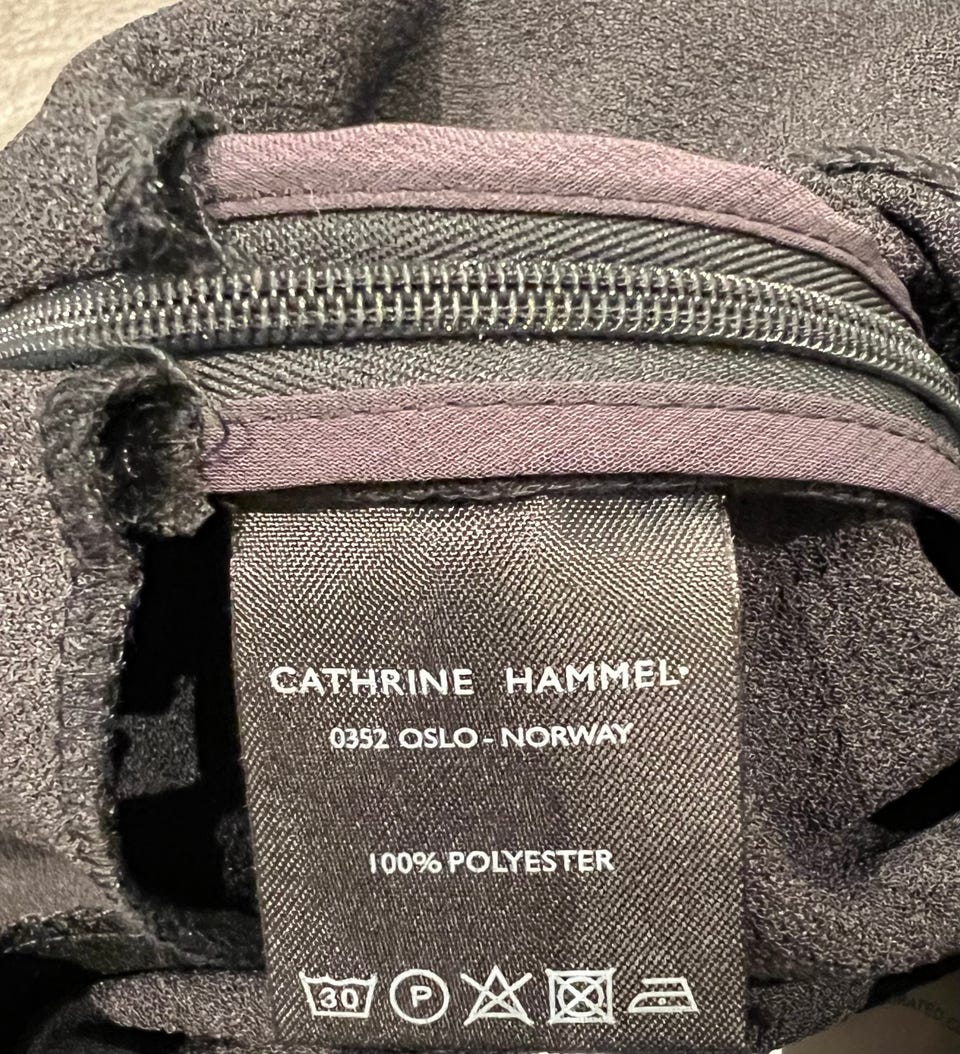 CATHRINE HAMMEL
0352 OSLO - NORWAY
100% POLYESTER
30 P